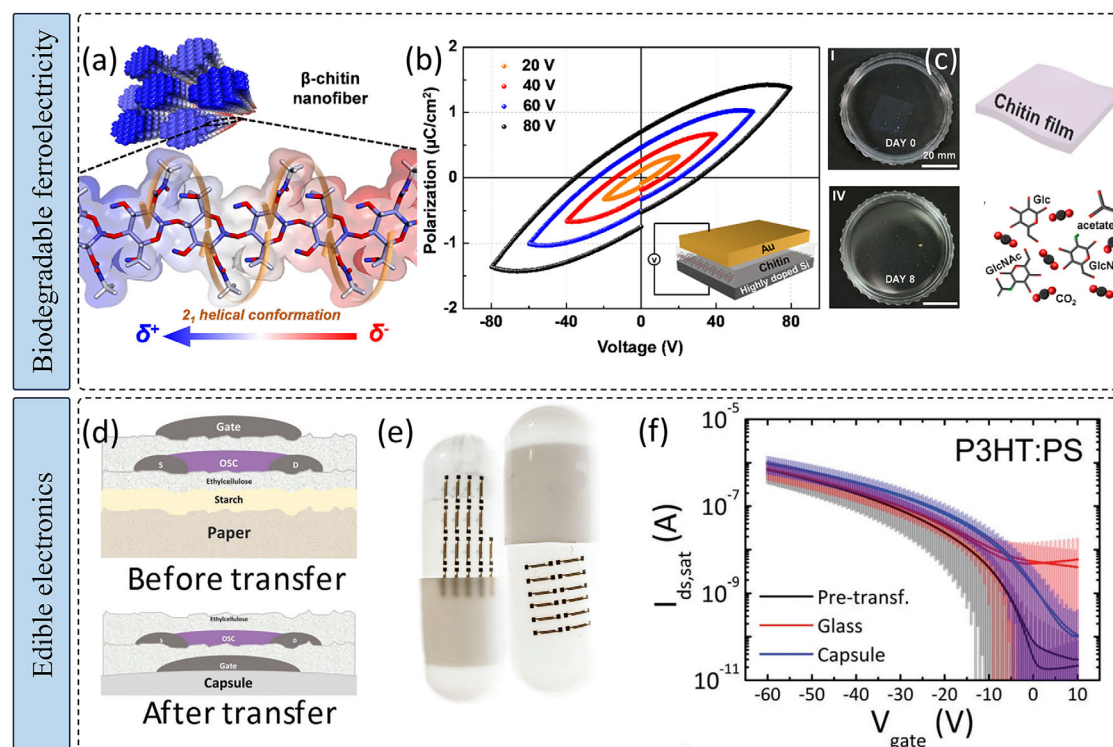 Biodegradable ferroelectricity
(a)
β-chitin
nanofiber
2₁ helical conformation
δ⁺
δ⁻
(b)
Polarization (μC/cm²)
2
1
0
-1
-2
20 V
40 V
60 V
80 V
V
Au
Chitin
Highly doped Si
-80
-40
0
40
80
Voltage (V)
I
(c)
DAY 0
20 mm
Chitin film
IV
DAY 8
Glc
acetate
GlcNAc
GlcN
CO₂
Edible electronics
(d)
Gate
S
OSC
D
Ethylcellulose
Starch
Paper
Before transfer
Ethylcellulose
S
OSC
D
Gate
Capsule
After transfer
(e)
(f)
P3HT:PS
I ds,sat (A)
10⁻⁵
10⁻⁷
10⁻⁹
10⁻¹¹
Pre-transf.
Glass
Capsule
-60
-50
-40
-30
-20
-10
0
10
V gate (V)